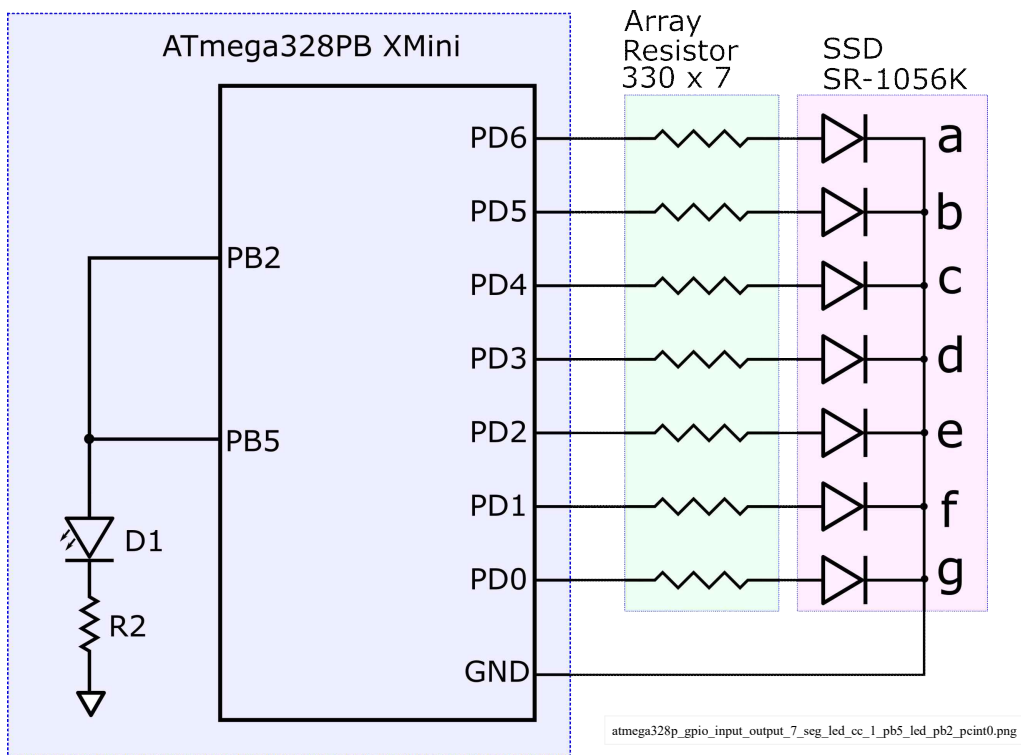 ATmega328PB XMini
Array
Resistor
330 x 7
SSD
SR-1056K
PD6
a
PD5
b
PB2
PD4
c
PD3
d
PB5
PD2
e
PD1
f
D1
PD0
g
R2
GND
atmega328p_gpio_input_output_7_seg_led_cc_1_pb5_led_pb2_pcint0.png